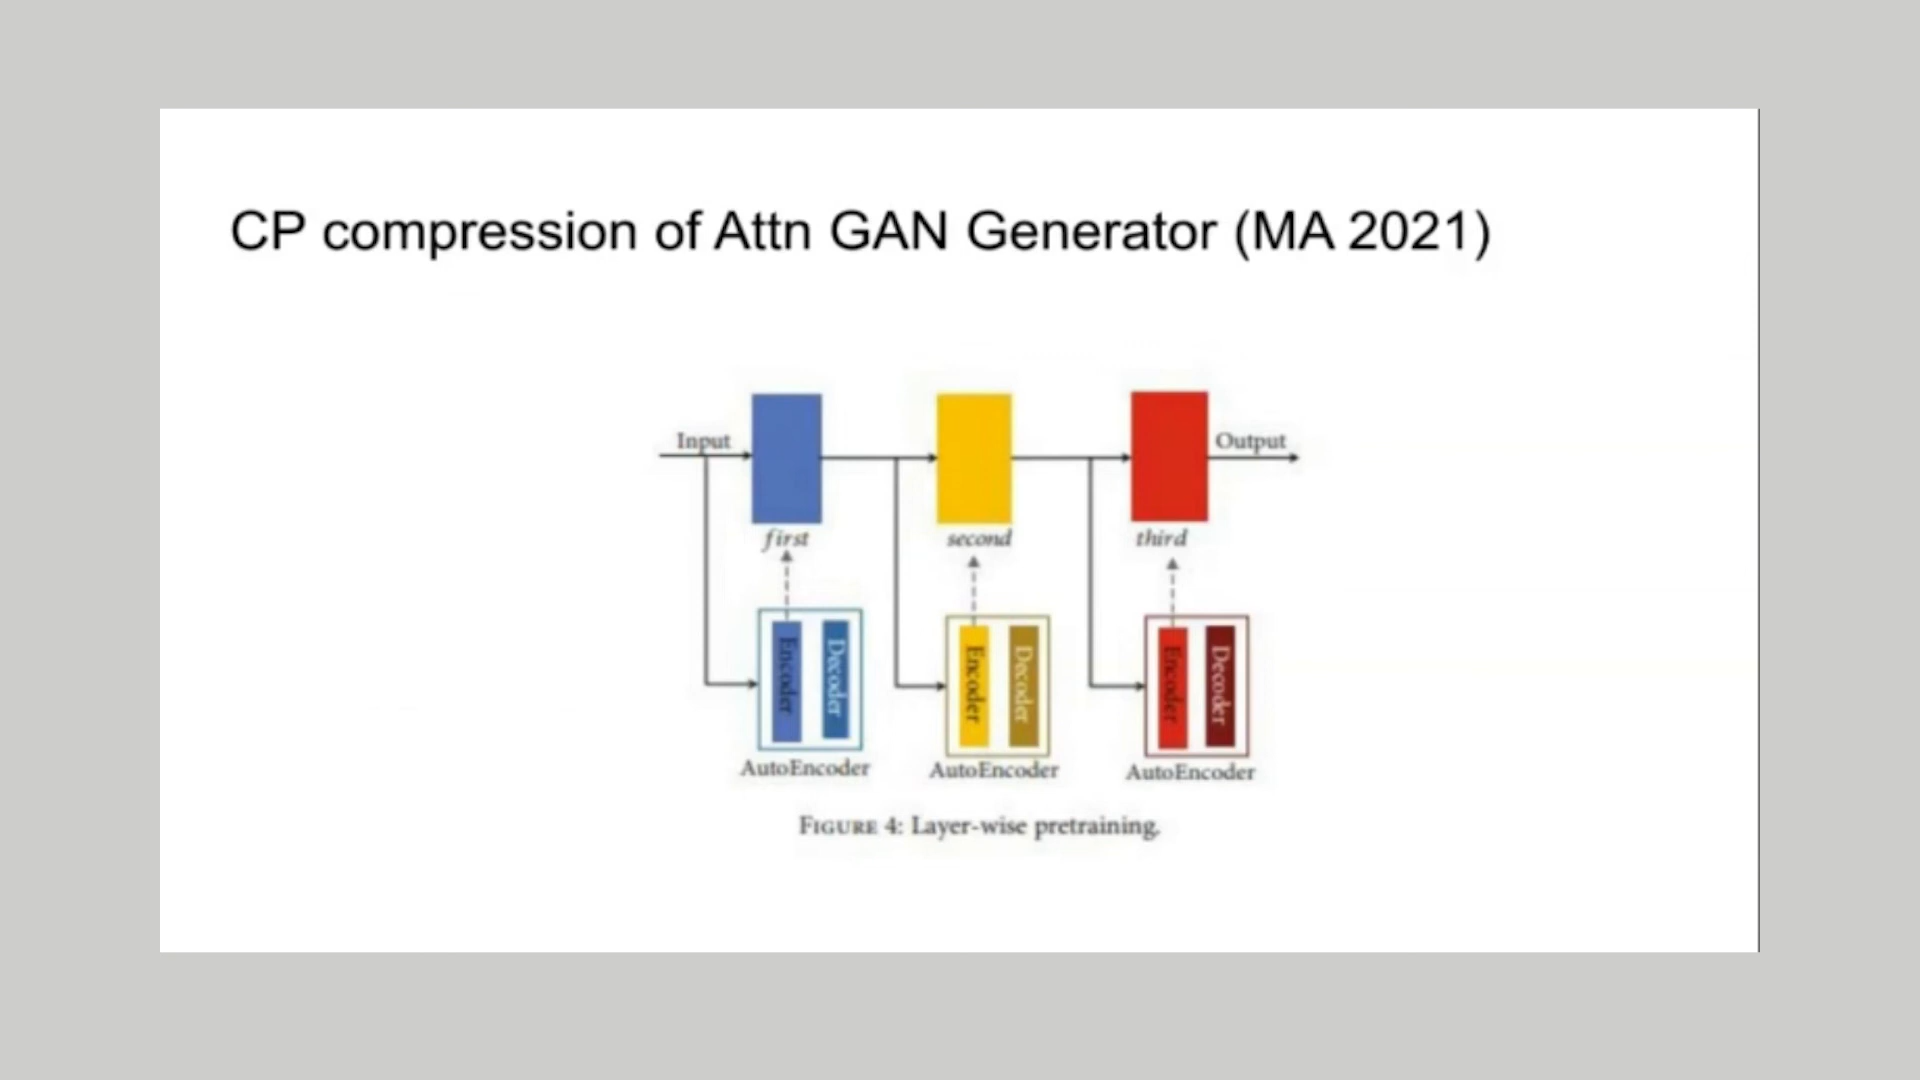 CP compression of Attn GAN Generator (MA 2021)
Input
Output
first
second
third
Encoder
Decoder
Encoder
Decoder
Encoder
Decoder
AutoEncoder
AutoEncoder
AutoEncoder
FIGURE 4: Layer-wise pretraining.